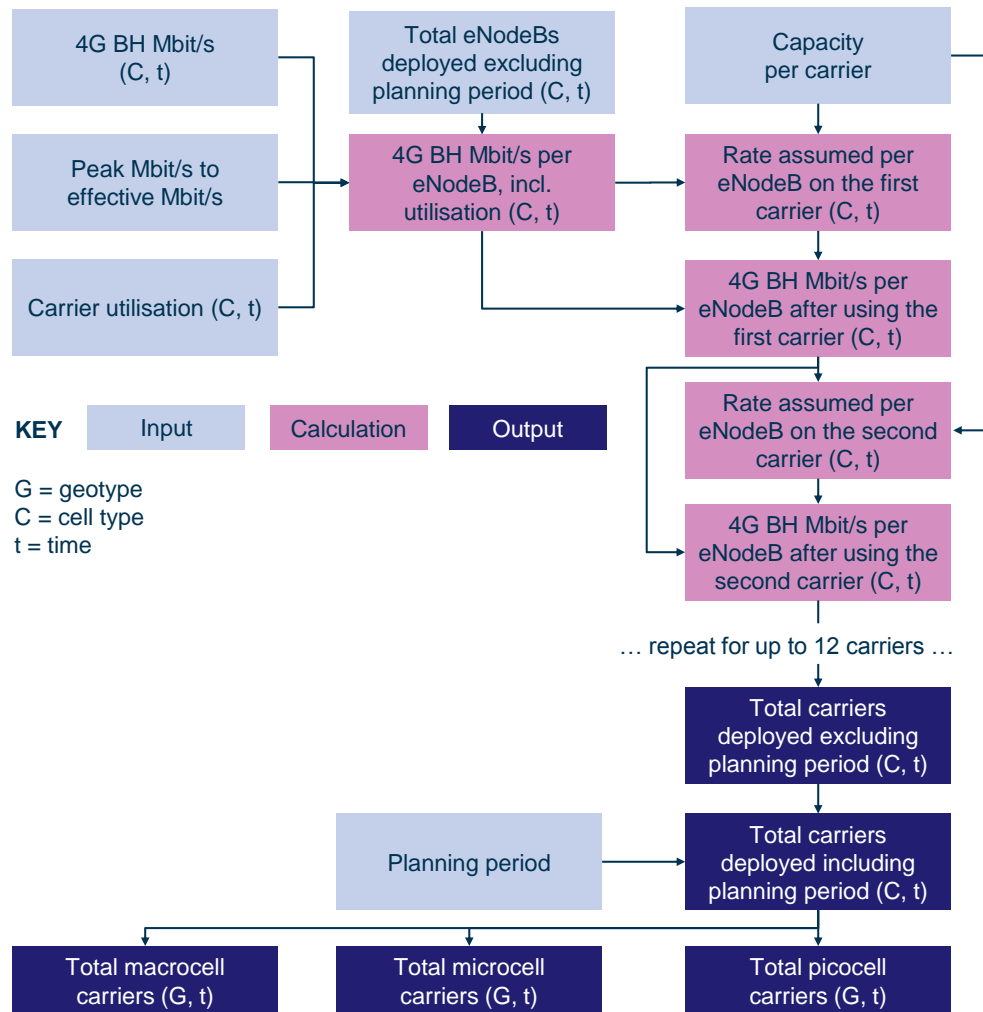 4G BH Mbit/s
(C, t)
Total eNodeBs
deployed excluding
planning period (C, t)
Capacity
per carrier
Peak Mbit/s to
effective Mbit/s
4G BH Mbit/s per
eNodeB, incl.
utilisation (C, t)
Rate assumed per
eNodeB on the first
carrier (C, t)
Carrier utilisation (C, t)
4G BH Mbit/s per
eNodeB after using the
first carrier (C, t)
KEY
Input
Calculation
Output
G = geotype
C = cell type
t = time
Rate assumed per
eNodeB on the second
carrier (C, t)
4G BH Mbit/s per
eNodeB after using the
second carrier (C, t)
… repeat for up to 12 carriers …
Total carriers
deployed excluding
planning period (C, t)
Planning period
Total carriers
deployed including
planning period (C, t)
Total macrocell
carriers (G, t)
Total microcell
carriers (G, t)
Total picocell
carriers (G, t)